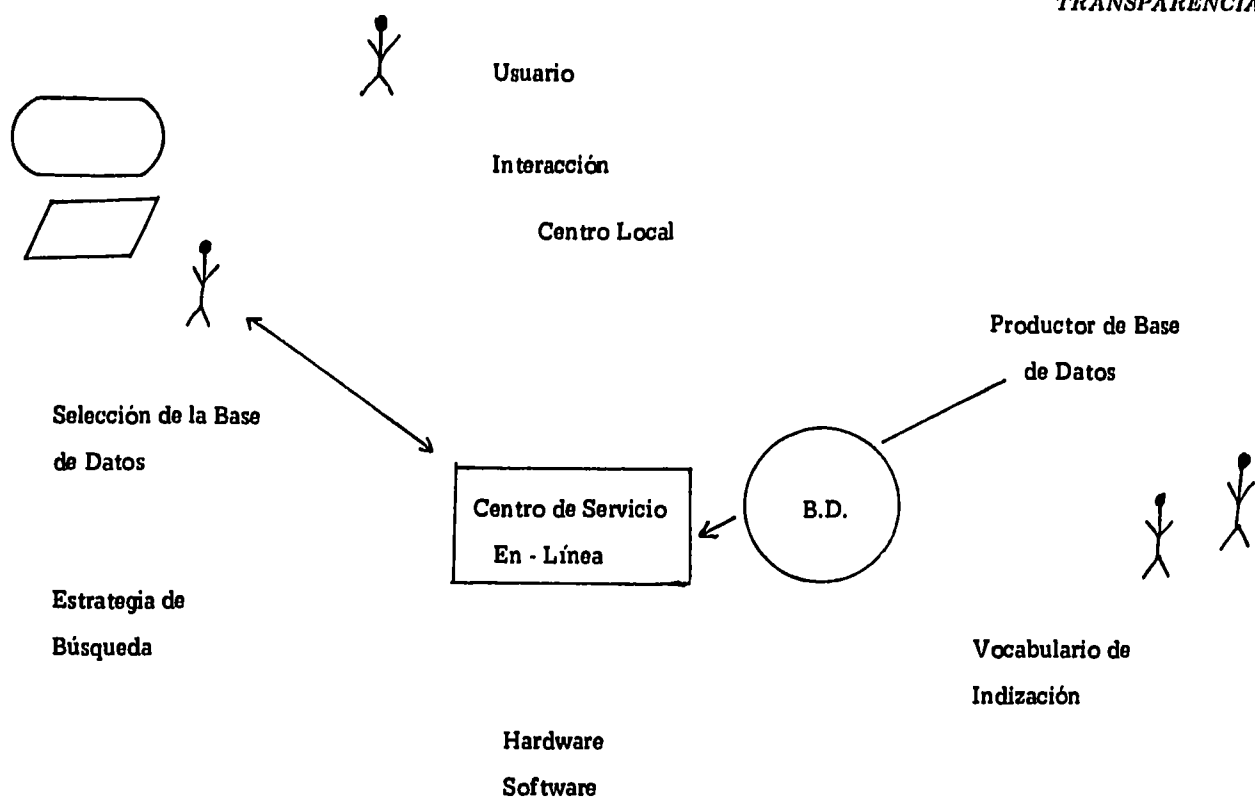 TRANSPARENCIA
Usuario
Interacción
Centro Local
Productor de Base
de Datos
Selección de la Base
de Datos
Centro de Servicio
En - Línea
B.D.
Estrategia de
Búsqueda
Vocabulario de
Indización
Hardware
Software